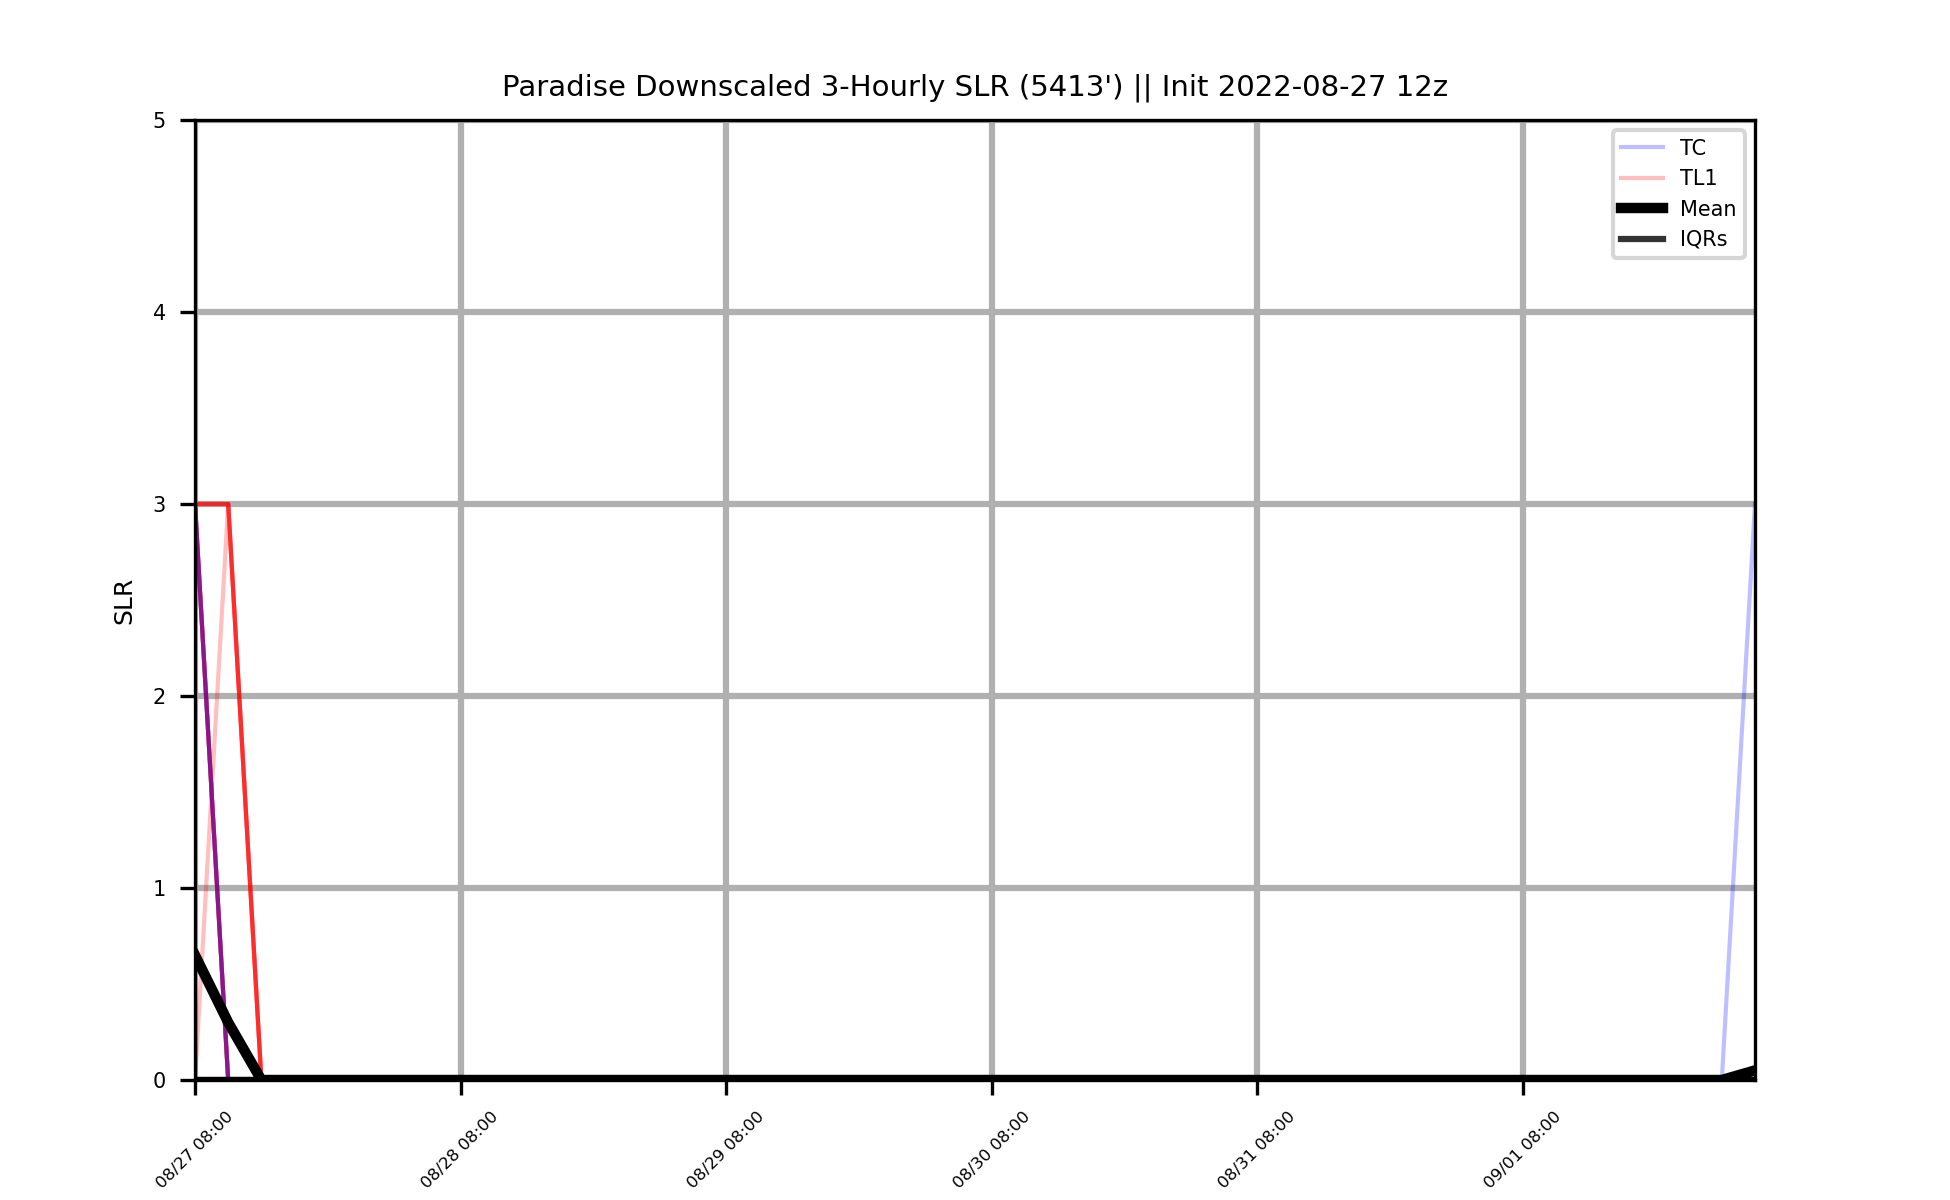 Paradise Downscaled 3-Hourly SLR (5413') || Init 2022-08-27 12z
TC
TL1
Mean
IQRs
5
4
3
2
1
0
SLR
08/27 08:00
08/28 08:00
08/29 08:00
08/30 08:00
08/31 08:00
09/01 08:00